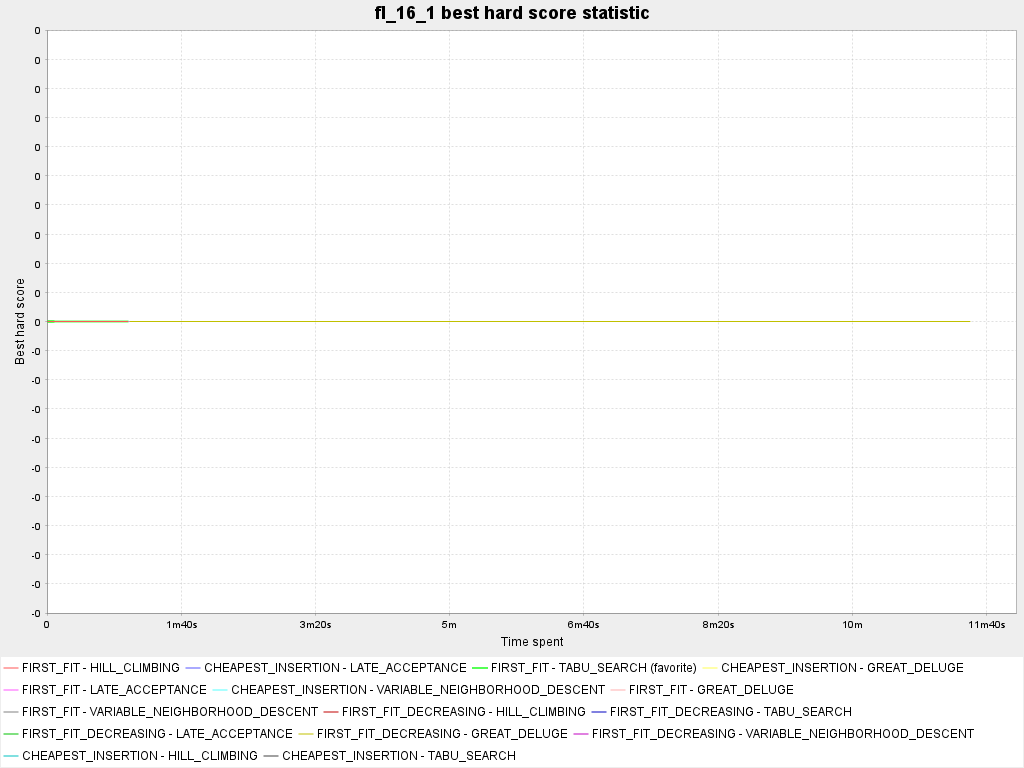 fl_16_1 best hard score statistic
0
0
0
0
0
0
0
0
0
0
0
-0
-0
-0
-0
-0
-0
-0
-0
-0
-0
Best hard score
0 1m40s 3m20s 5m 6m40s 8m20s 10m 11m40s
Time spent
FIRST_FIT - HILL_CLIMBING CHEAPEST_INSERTION - LATE_ACCEPTANCE FIRST_FIT - TABU_SEARCH (favorite) CHEAPEST_INSERTION - GREAT_DELUGE
FIRST_FIT - LATE_ACCEPTANCE CHEAPEST_INSERTION - VARIABLE_NEIGHBORHOOD_DESCENT FIRST_FIT - GREAT_DELUGE
FIRST_FIT - VARIABLE_NEIGHBORHOOD_DESCENT FIRST_FIT_DECREASING - HILL_CLIMBING FIRST_FIT_DECREASING - TABU_SEARCH
FIRST_FIT_DECREASING - LATE_ACCEPTANCE FIRST_FIT_DECREASING - GREAT_DELUGE FIRST_FIT_DECREASING - VARIABLE_NEIGHBORHOOD_DESCENT
CHEAPEST_INSERTION - HILL_CLIMBING CHEAPEST_INSERTION - TABU_SEARCH